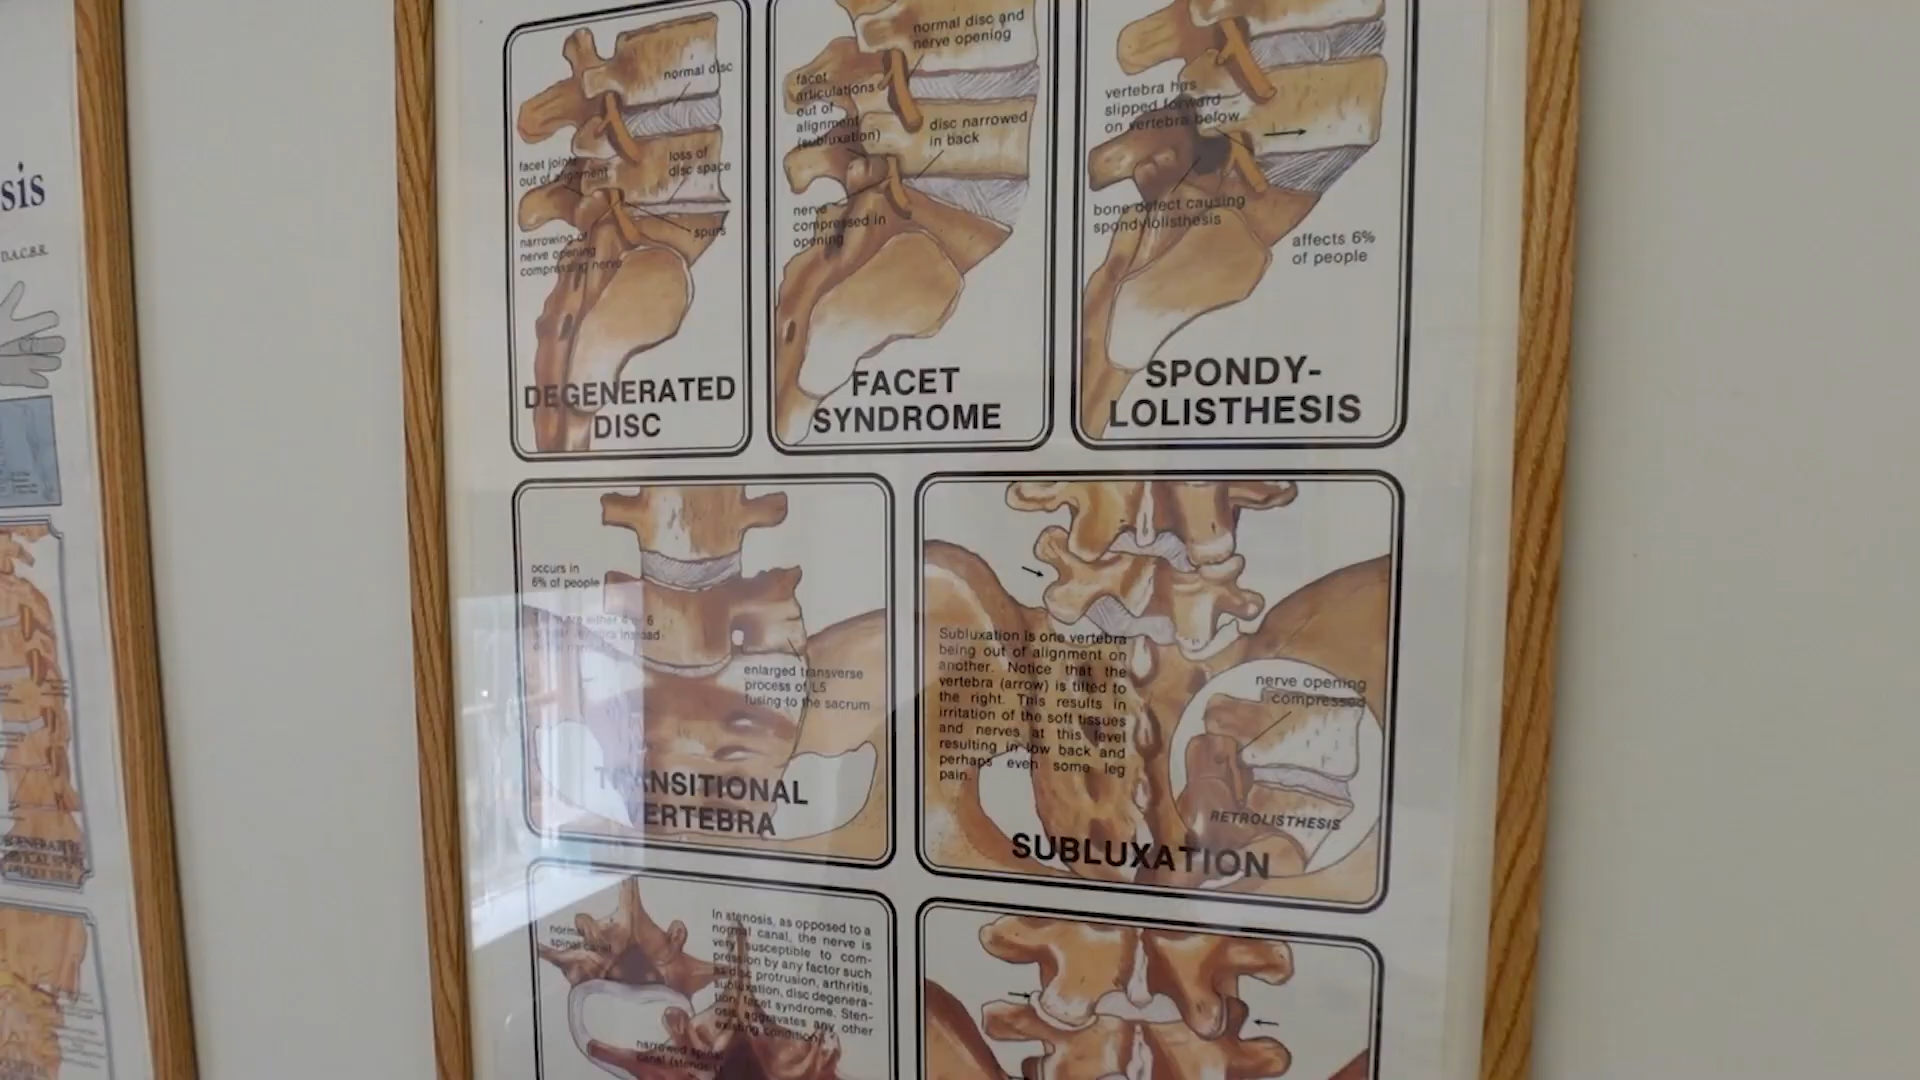 sis
D.A.C.B.R.
normal disc
facet joints
out of alignment
loss of
disc space
spurs
narrowing of
nerve opening
compressing nerve
DEGENERATED
DISC
normal disc and
nerve opening
facet
articulations
out of
alignment
(subluxation)
disc narrowed
in back
nerve
compressed in
opening
FACET
SYNDROME
vertebra has
slipped forward
on vertebra below
bone defect causing
spondylolisthesis
affects 6%
of people
SPONDY-
LOLISTHESIS
occurs in
6% of people
enlarged transverse
process of L5
fusing to the sacrum
TRANSITIONAL
VERTEBRA
Subluxation is one vertebra
being out of alignment on
another. Notice that the
vertebra (arrow) is tilted to
the right. This results in
irritation of the soft tissues
and nerves at this level
resulting in low back and
perhaps even some leg
pain.
nerve opening
compressed
RETROLISTHESIS
SUBLUXATION
normal
spinal canal
In stenosis, as opposed to a
normal canal, the nerve is
very susceptible to com-
pression by any factor such
as disc protrusion, arthritis,
subluxation, disc degenera-
tion, facet syndrome. Sten-
osis aggravates any other
existing condition.
narrowed spinal
canal (stenosis)